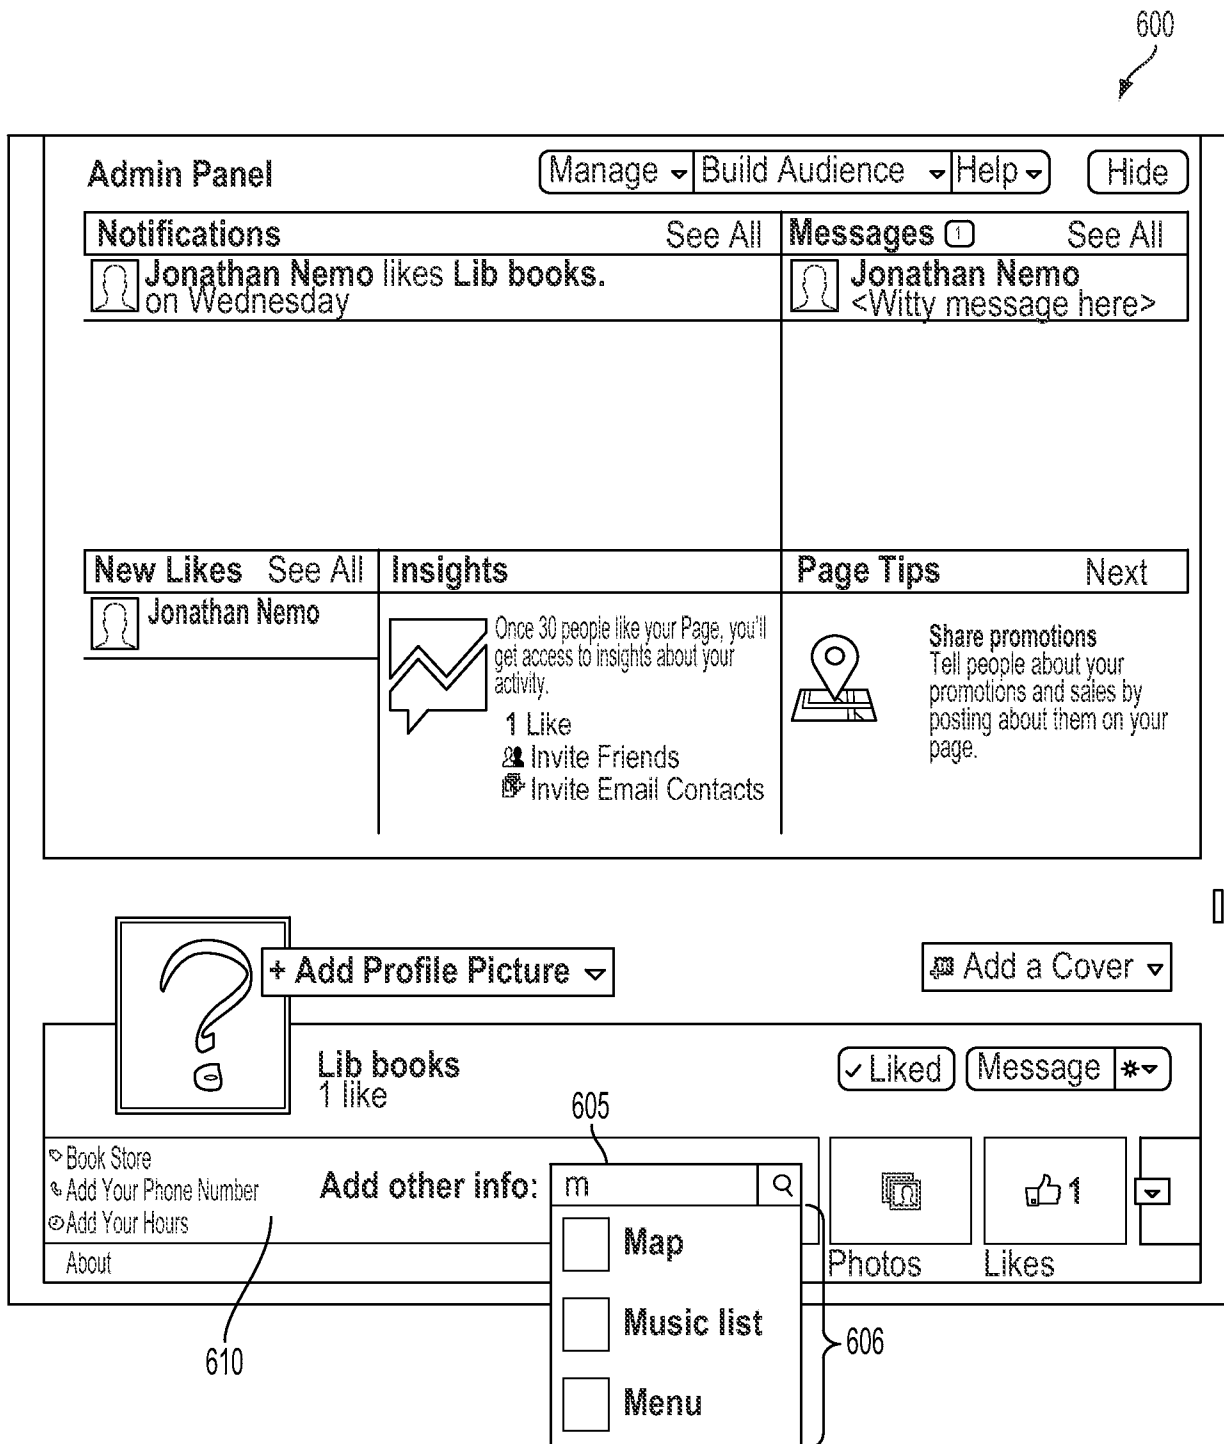 600
Admin Panel
Manage Build Audience Help Hide
Notifications See All
Messages 1 See All
Jonathan Nemo likes Lib books.
on Wednesday
Jonathan Nemo
<Witty message here>
New Likes See All
Jonathan Nemo
Insights
Once 30 people like your Page, you'll
get access to insights about your
activity.
1 Like
Invite Friends
Invite Email Contacts
Page Tips Next
Share promotions
Tell people about your
promotions and sales by
posting about them on your
page.
+ Add Profile Picture
Add a Cover
Lib books
1 like
Liked Message
605
Book Store
Add Your Phone Number
Add Your Hours
About
Add other info: m
Map
Music list
Menu
1
Photos Likes
606
610